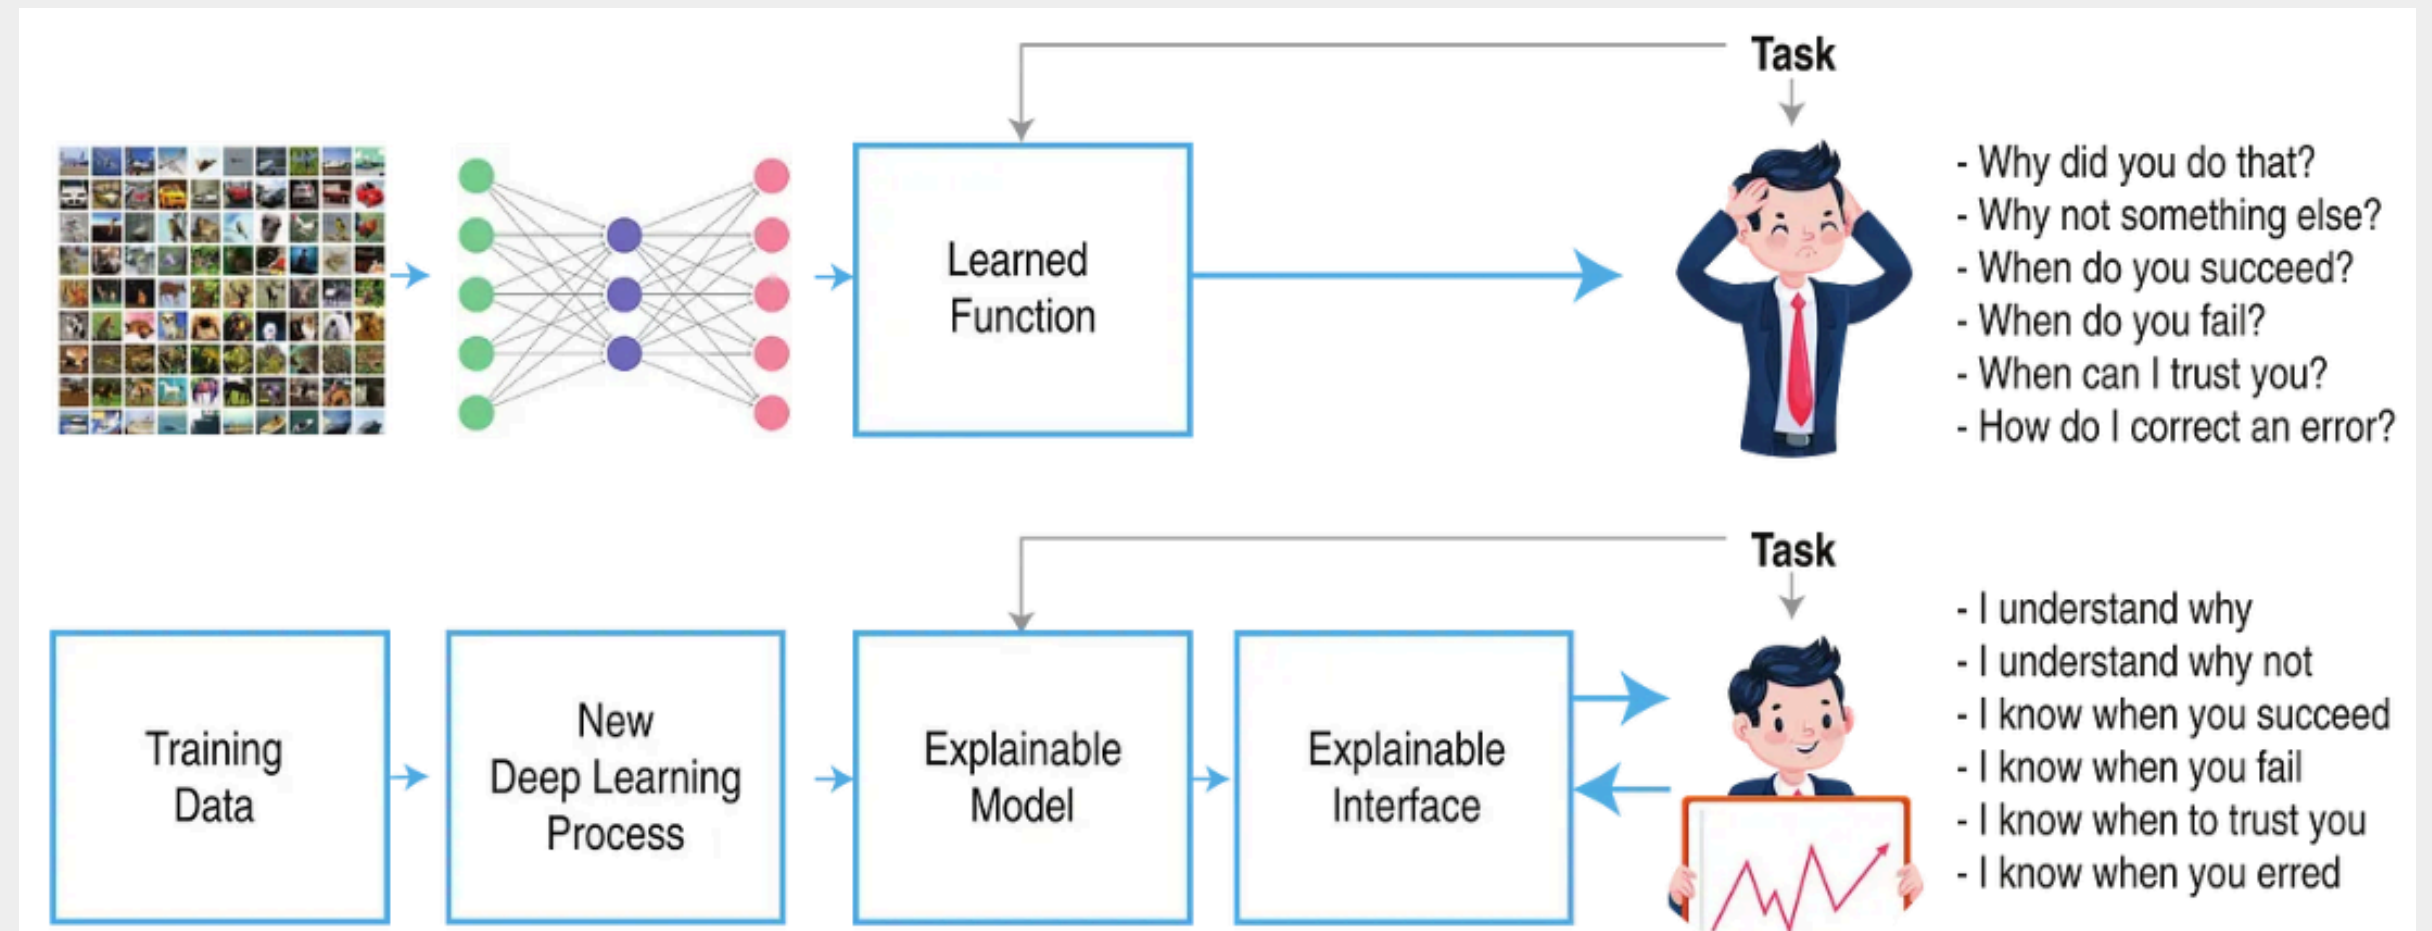 Task
Learned
Function
- Why did you do that?
- Why not something else?
- When do you succeed?
- When do you fail?
- When can I trust you?
- How do I correct an error?
Task
Training
Data
New
Deep Learning
Process
Explainable
Model
Explainable
Interface
- I understand why
- I understand why not
- I know when you succeed
- I know when you fail
- I know when to trust you
- I know when you erred